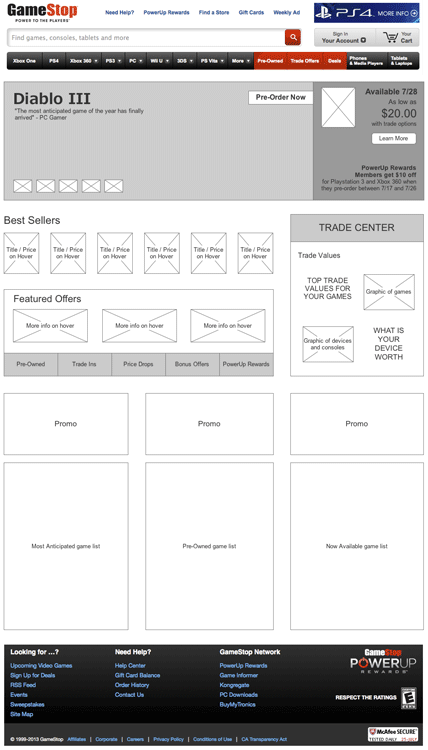 GameStop
POWER TO THE PLAYERS
Need Help?
PowerUp Rewards
Find a Store
Gift Cards
Weekly Ad
PS4
MORE INFO
Find games, consoles, tablets and more
Sign In
Your Account
Your
Cart
Xbox One
PS4
Xbox 360
PS3
PC
Wii U
3DS
PS Vita
More
Pre-Owned
Trade Offers
Deals
Phones
& Media Players
Tablets
& Laptops
Diablo III
"The most anticipated game of the year has finally
arrived" - PC Gamer
Pre-Order Now
Available 7/28
As low as
$20.00
with trade options
Learn More
PowerUp Rewards
Members get $10 off
for Playstation 3 and Xbox 360 when
they pre-order between 7/17 and 7/28
Best Sellers
Title / Price
on Hover
Title / Price
on Hover
Title / Price
on Hover
Title / Price
on Hover
Title / Price
on Hover
Title / Price
on Hover
Featured Offers
More info on hover
More info on hover
More info on hover
Pre-Owned
Trade Ins
Price Drops
Bonus Offers
PowerUp Rewards
TRADE CENTER
Trade Values
TOP TRADE
VALUES FOR
YOUR GAMES
Graphic of games
Graphic of devices
and consoles
WHAT IS
YOUR
DEVICE
WORTH
Promo
Promo
Promo
Most Anticipated game list
Pre-Owned game list
Now Available game list
Looking for ...?
Upcoming Video Games
Sign Up for Deals
RSS Feed
Events
Sweepstakes
Site Map
Need Help?
Help Center
Gift Card Balance
Order History
Contact Us
GameStop Network
PowerUp Rewards
Game Informer
Kongregate
PC Downloads
BuyMyTronics
GameStop
POWERUP
REWARDS
RESPECT THE RATINGS
© 1999-2013 GameStop
Affiliates
Corporate
Careers
Privacy Policy
Conditions of Use
CA Transparency Act
McAfee SECURE
TESTED DAILY